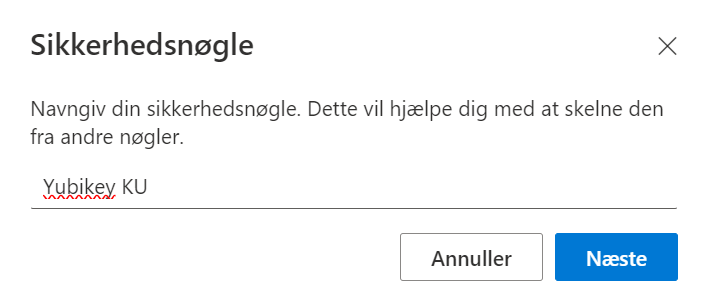 Sikkerhedsnøgle
Navngiv din sikkerhedsnøgle. Dette vil hjælpe dig med at skelne den
fra andre nøgler.
Yubikey KU
Annuller
Næste